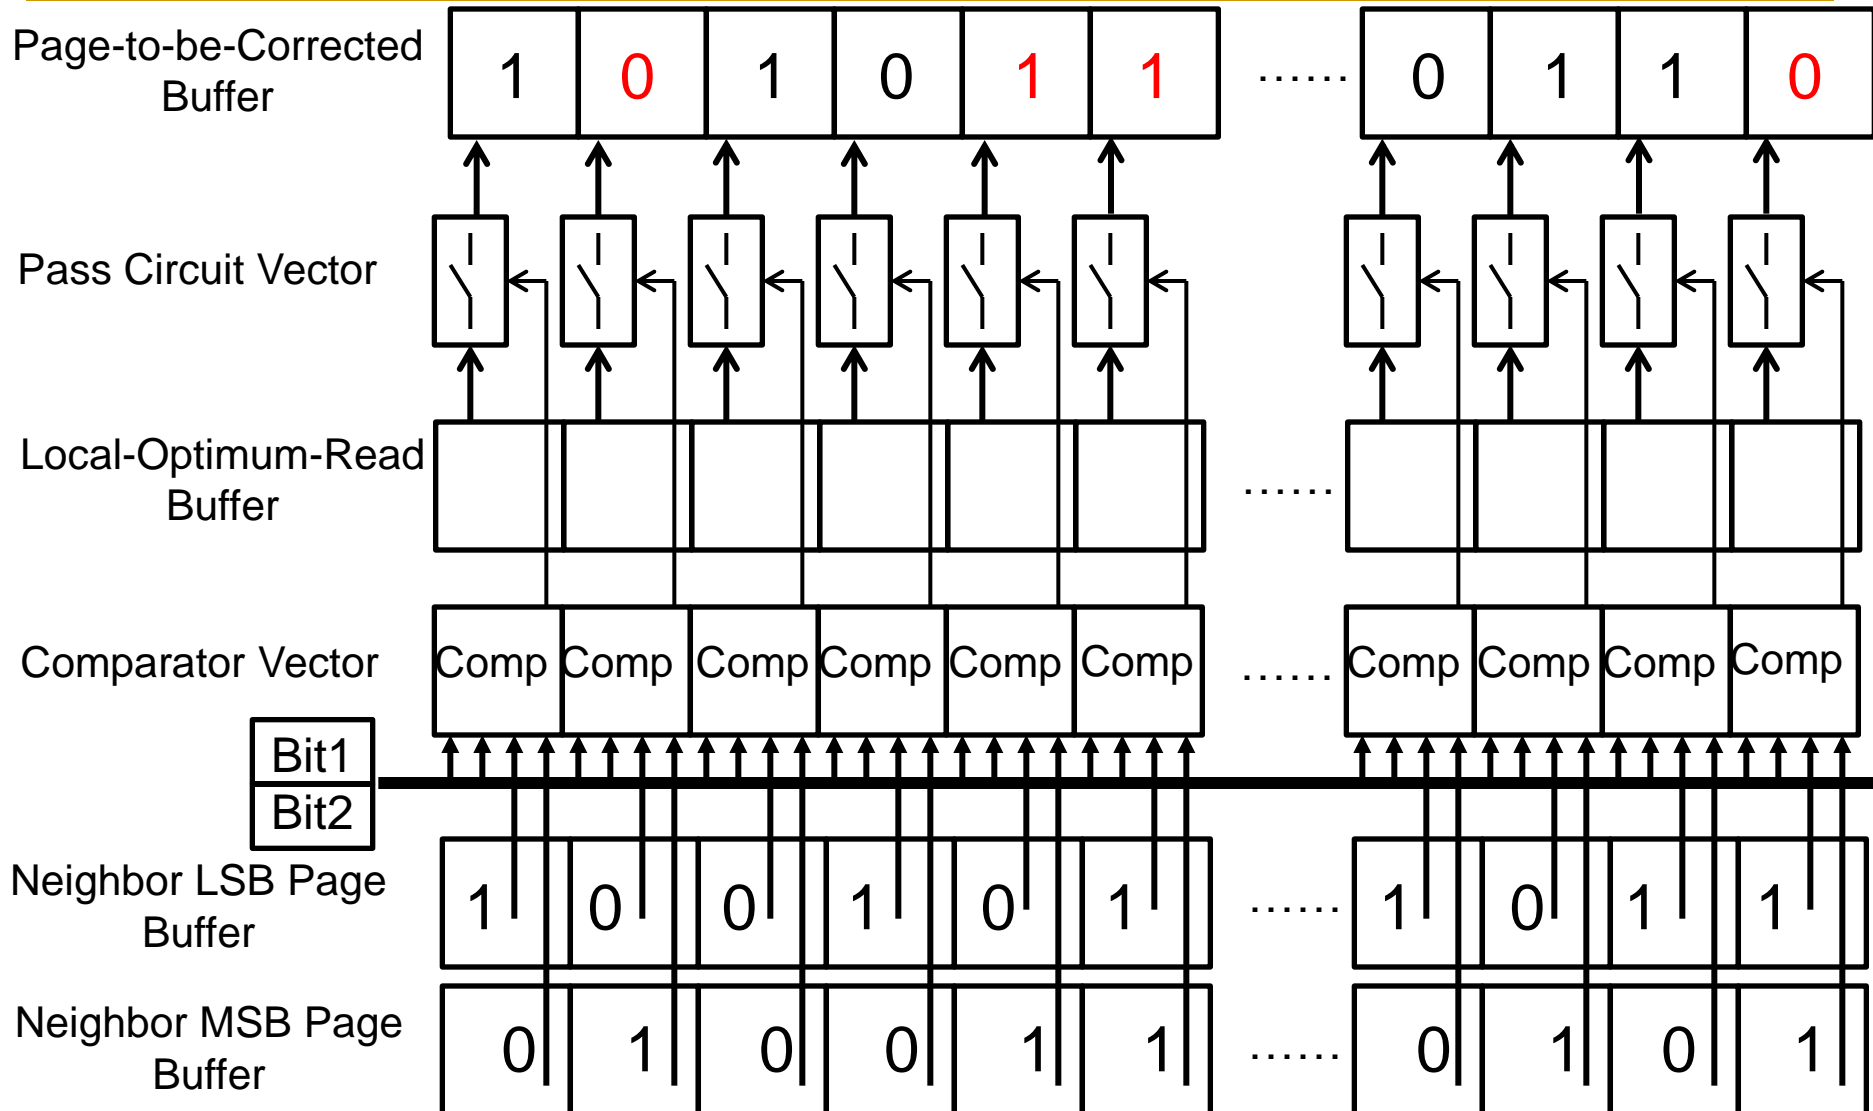 Page-to-be-Corrected
Buffer
1 0 1 0 1 1 ...... 0 1 1 0
Pass Circuit Vector
Local-Optimum-Read
Buffer
......
Comparator Vector
Comp Comp Comp Comp Comp Comp ...... Comp Comp Comp Comp
Bit1
Bit2
Neighbor LSB Page
Buffer
1 0 0 1 0 1 ...... 1 0 1 1
Neighbor MSB Page
Buffer
0 1 0 0 1 1 ...... 0 1 0 1